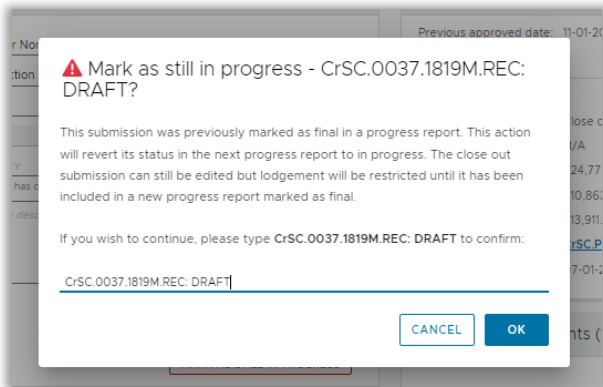 Previous approved date: 11-01-20
Mark as still in progress - CrSC.0037.1819M.REC:
DRAFT?
This submission was previously marked as final in a progress report. This action
will revert its status in the next progress report to in progress. The close out
submission can still be edited but lodgement will be restricted until it has been
included in a new progress report marked as final.
If you wish to continue, please type CrSC.0037.1819M.REC: DRAFT to confirm:
CrSC.0037.1819M.REC: DRAFT
CANCEL
OK